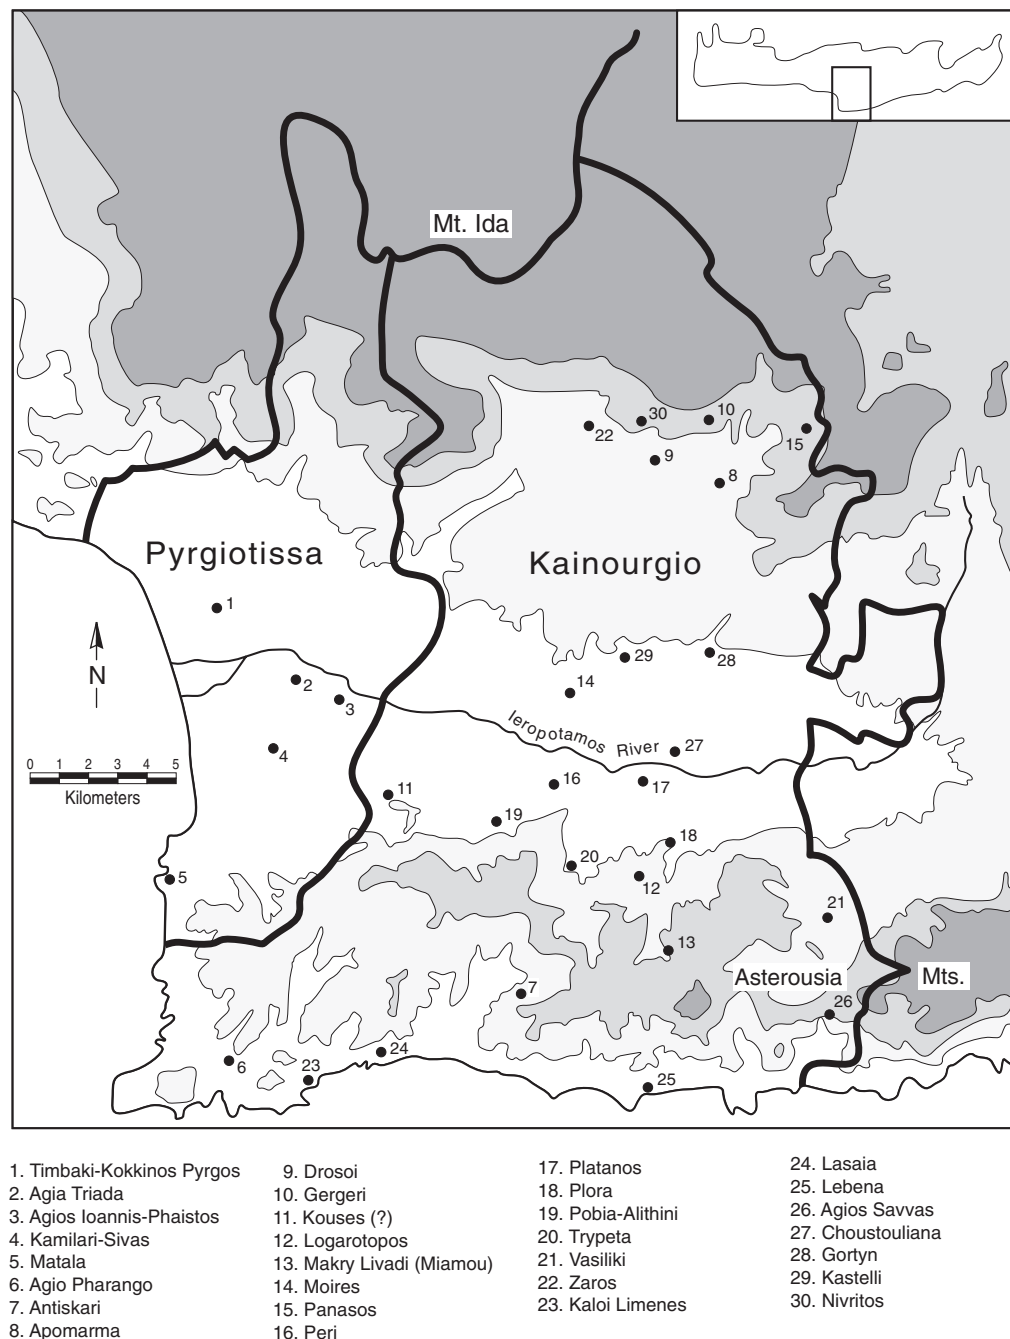 Mt. Ida
30
10
22
15
9
8
Pyrgiotissa
Kainourgio
1
29
28
N
2
14
3
Ieropotamos River
4
27
0 1 2 3 4 5
Kilometers
16
17
11
19
18
20
12
5
21
13
Asterousia Mts.
7
26
24
6
23
25
1. Timbaki-Kokkinos Pyrgos
2. Agia Triada
3. Agios Ioannis-Phaistos
4. Kamilari-Sivas
5. Matala
6. Agio Pharango
7. Antiskari
8. Apomarma
9. Drosoi
10. Gergeri
11. Kouses (?)
12. Logarotopos
13. Makry Livadi (Miamou)
14. Moires
15. Panasos
16. Peri
17. Platanos
18. Plora
19. Pobia-Alithini
20. Trypeta
21. Vasiliki
22. Zaros
23. Kaloi Limenes
24. Lasaia
25. Lebena
26. Agios Savvas
27. Choustouliana
28. Gortyn
29. Kastelli
30. Nivritos